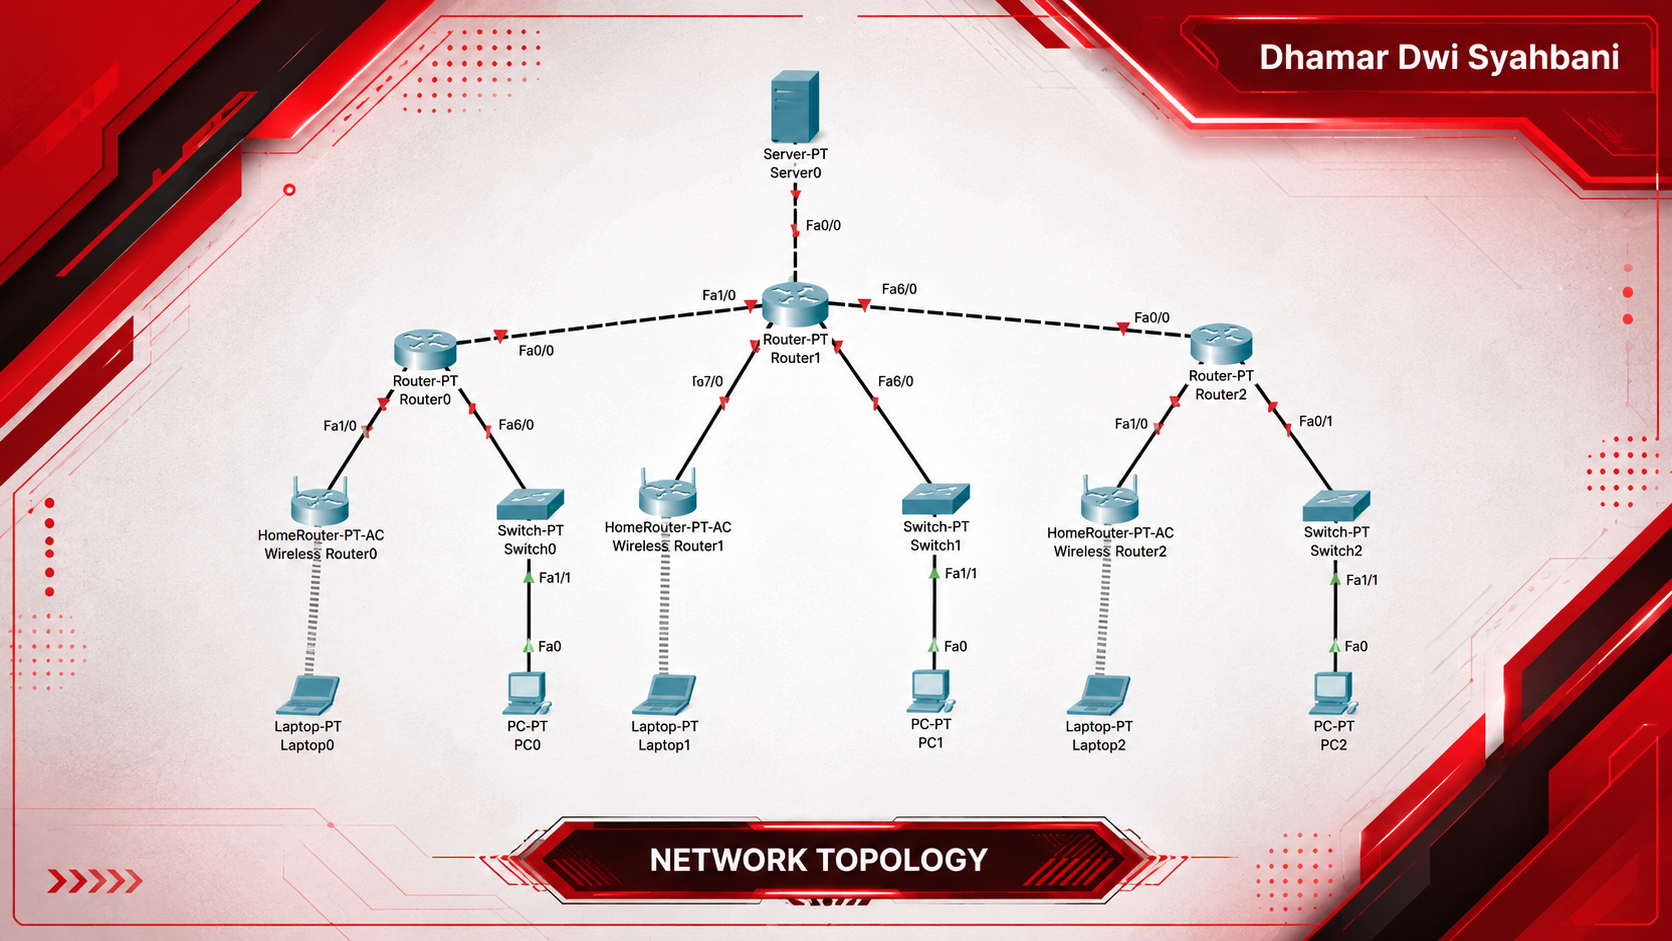 Dhamar Dwi Syahbani
Server-PT
Server0
Fa0/0
Fa1/0
Fa6/0
Fa0/0
Fa0/0
Router-PT
Router0
Router-PT
Router1
Router-PT
Router2
Fa1/0
Fa6/0
Fa6/0
Fa1/0
Fa0/1
HomeRouter-PT-AC
Wireless Router0
Switch-PT
Switch0
HomeRouter-PT-AC
Wireless Router1
Switch-PT
Switch1
HomeRouter-PT-AC
Wireless Router2
Switch-PT
Switch2
Fa1/1
Fa1/1
Fa1/1
Fa0
Fa0
Fa0
Laptop-PT
Laptop0
PC-PT
PC0
Laptop-PT
Laptop1
PC-PT
PC1
Laptop-PT
Laptop2
PC-PT
PC2
NETWORK TOPOLOGY